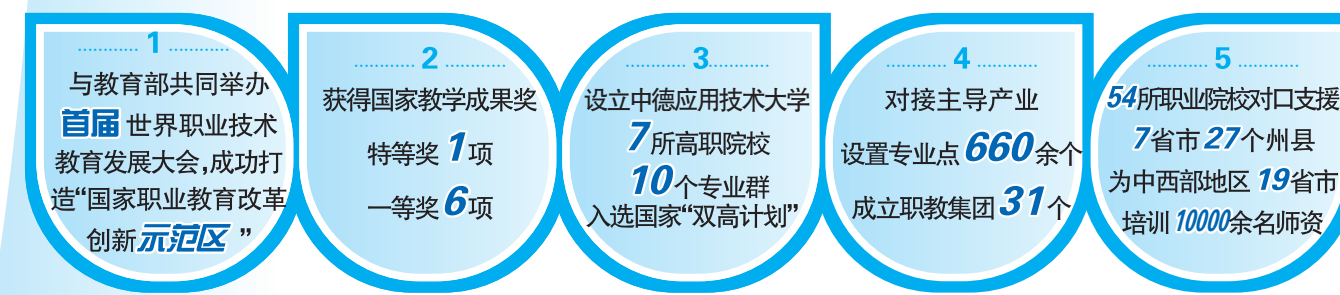 1
与教育部共同举办
首届世界职业技术
教育发展大会,成功打
造“国家职业教育改革
创新示范区”
2
获得国家教学成果奖
特等奖1项
一等奖6项
3
设立中德应用技术大学
7所高职院校
10个专业群
入选国家“双高计划”
4
对接主导产业
设置专业点660余个
成立职教集团31个
5
54所职业院校对口支援
7省市27个州县
为中西部地区19省市
培训10000余名师资